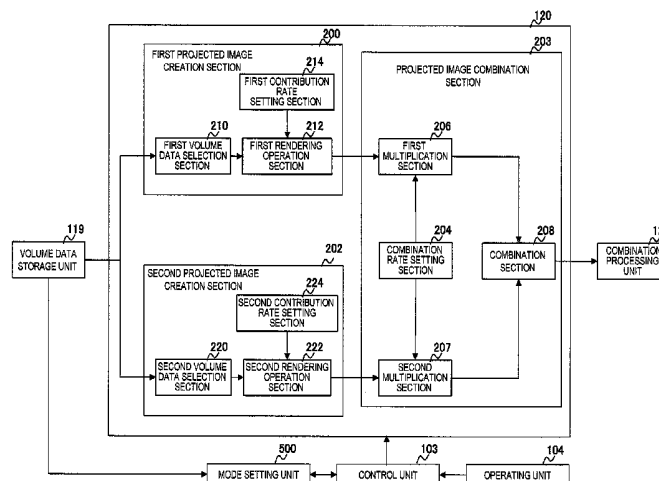 120
200
203
FIRST PROJECTED IMAGE
CREATION SECTION
214
FIRST CONTRIBUTION
RATE
SETTING SECTION
PROJECTED IMAGE COMBINATION
SECTION
210
FIRST VOLUME
DATA SELECTION
SECTION
212
FIRST RENDERING
OPERATION
SECTION
206
FIRST
MULTIPLICATION
SECTION
119
VOLUME DATA
STORAGE UNIT
204
COMBINATION
RATE SETTING
SECTION
208
COMBINATION
SECTION
COMBINATION
PROCESSING
UNIT
202
SECOND PROJECTED IMAGE
CREATION SECTION
224
SECOND CONTRIBUTION
RATE SETTING
SECTION
220
SECOND VOLUME
DATA SELECTION
SECTION
222
SECOND RENDERING
OPERATION
SECTION
207
SECOND
MULTIPLICATION
SECTION
500
MODE SETTING UNIT
103
CONTROL UNIT
104
OPERATING UNIT